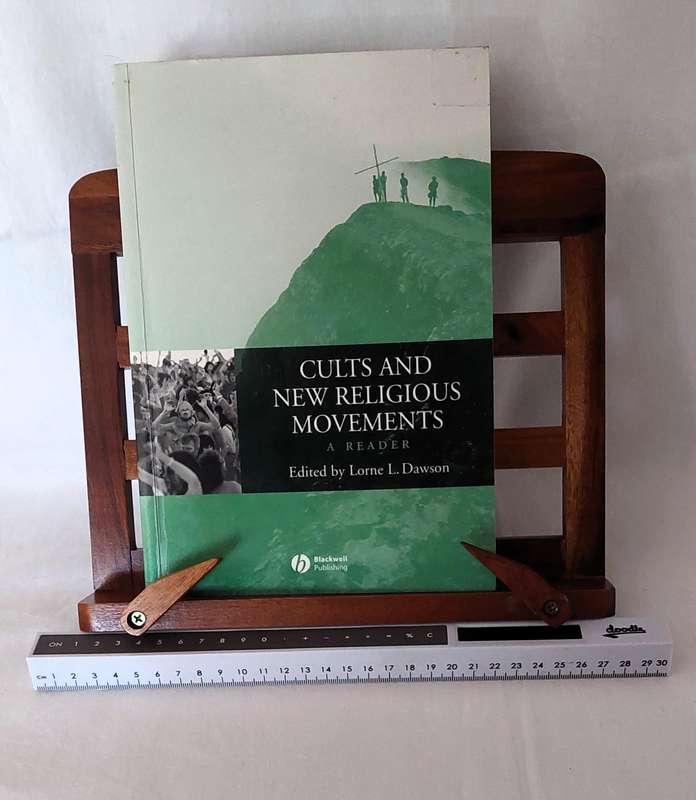 CULTS AND
NEW RELIGIOUS
MOVEMENTS
A READER
Edited by Lorne L. Dawson
b
Blackwell
Publishing
ON 1 2 3 4 5 6 7 8 9 0 · + − × ÷ = % C
doodle
cm 1 2 3 4 5 6 7 8 9 10 11 12 13 14 15 16 17 18 19 20 21 22 23 24 25 26 27 28 29 30